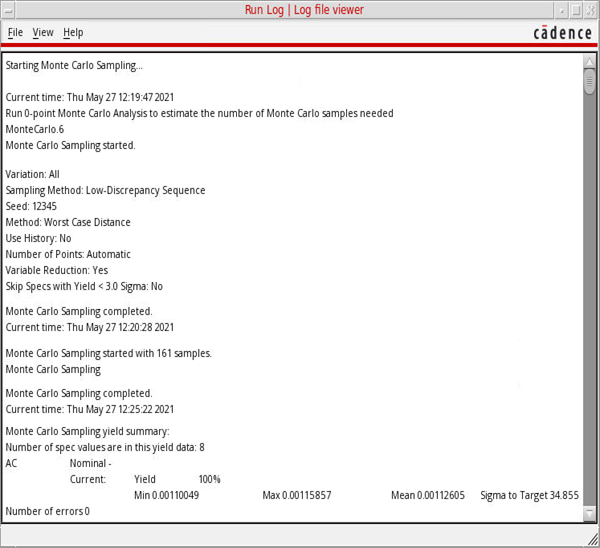 Run Log | Log file viewer
File View Help
cādence
Starting Monte Carlo Sampling...
Current time: Thu May 27 12:19:47 2021
Run 0-point Monte Carlo Analysis to estimate the number of Monte Carlo samples needed
MonteCarlo.6
Monte Carlo Sampling started.
Variation: All
Sampling Method: Low-Discrepancy Sequence
Seed: 12345
Method: Worst Case Distance
Use History: No
Number of Points: Automatic
Variable Reduction: Yes
Skip Specs with Yield < 3.0 Sigma: No
Monte Carlo Sampling completed.
Current time: Thu May 27 12:20:28 2021
Monte Carlo Sampling started with 161 samples.
Monte Carlo Sampling
Monte Carlo Sampling completed.
Current time: Thu May 27 12:25:22 2021
Monte Carlo Sampling yield summary:
Number of spec values are in this yield data: 8
AC Nominal -
Current: Yield 100%
Min 0.00110049 Max 0.00115857 Mean 0.00112605 Sigma to Target 34.855
Number of errors 0